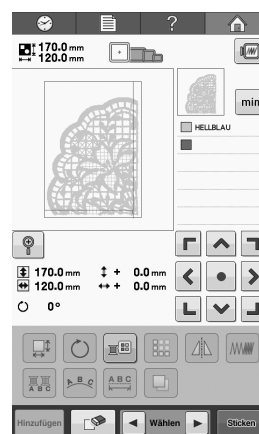 ?
170.0 mm
120.0 mm
min
HELLBLAU
170.0 mm ↕ + 0.0 mm
120.0 mm ↔ + 0.0 mm
0°
A B C A B C A B C
Hinzufügen Wählen Sticken